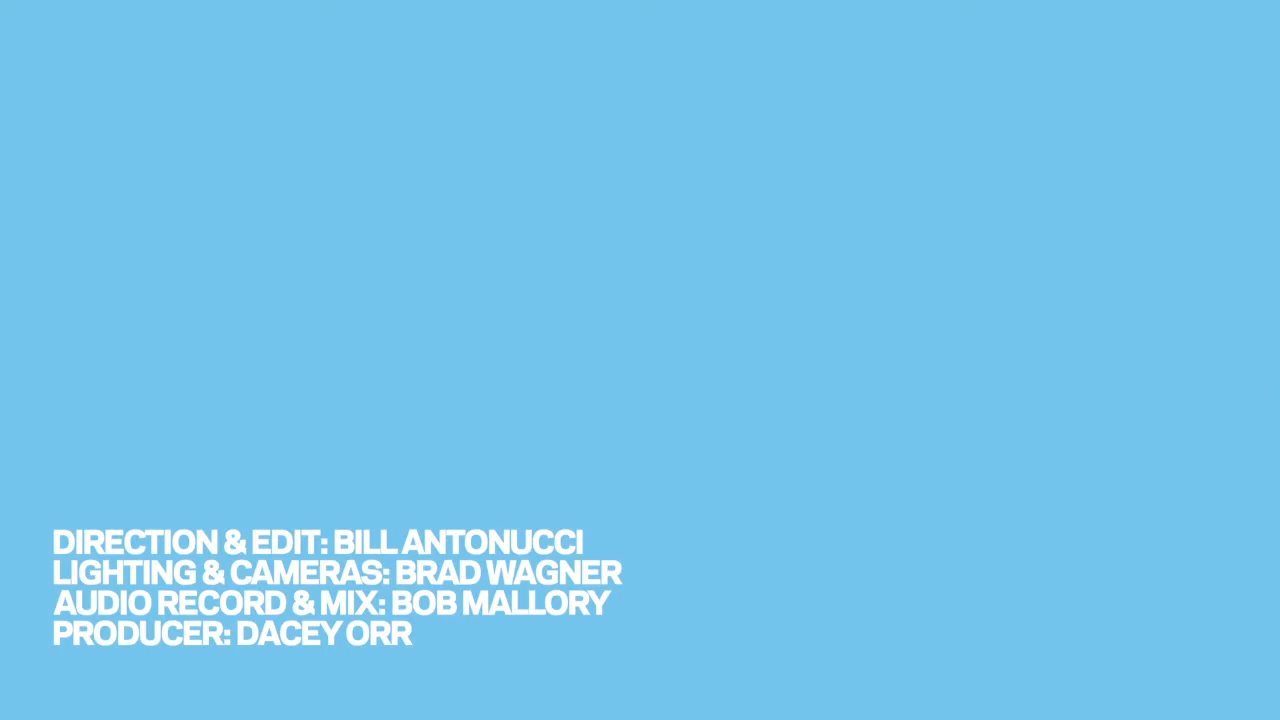 DIRECTION & EDIT: BILL ANTONUCCI
LIGHTING & CAMERAS: BRAD WAGNER
AUDIO RECORD & MIX: BOB MALLORY
PRODUCER: DACEY ORR